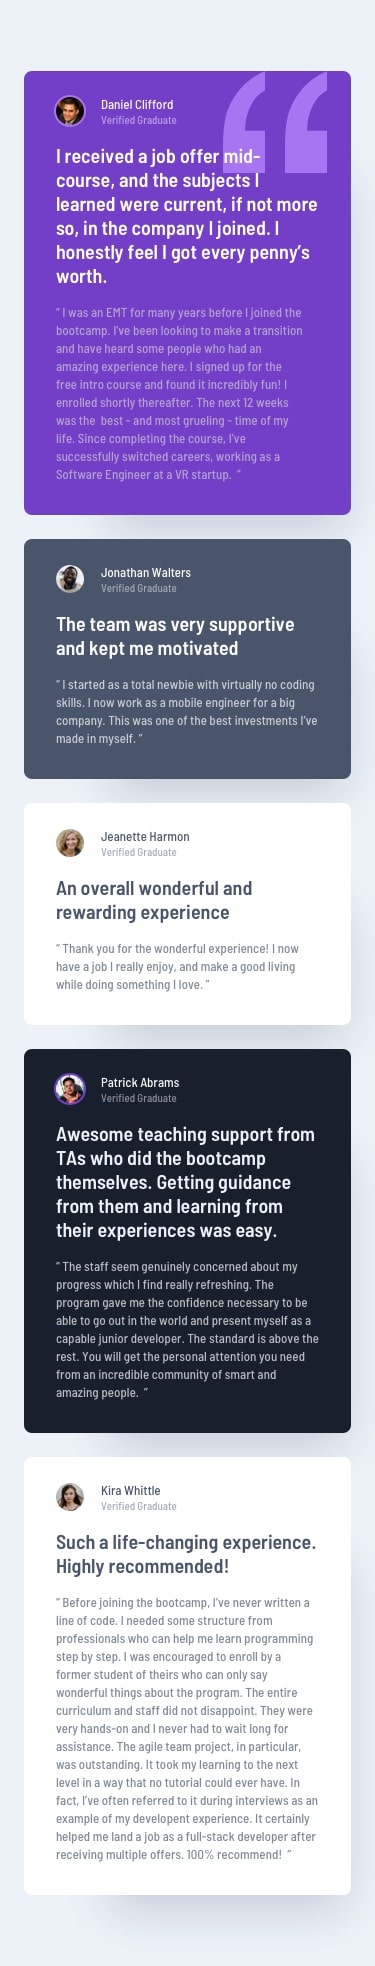 Daniel Clifford
Verified Graduate
I received a job offer mid-
course, and the subjects I
learned were current, if not more
so, in the company I joined. I
honestly feel I got every penny’s
worth.
“ I was an EMT for many years before I joined the
bootcamp. I’ve been looking to make a transition
and have heard some people who had an
amazing experience here. I signed up for the
free intro course and found it incredibly fun! I
enrolled shortly thereafter. The next 12 weeks
was the best - and most grueling - time of my
life. Since completing the course, I’ve
successfully switched careers, working as a
Software Engineer at a VR startup. ”
Jonathan Walters
Verified Graduate
The team was very supportive
and kept me motivated
“ I started as a total newbie with virtually no coding
skills. I now work as a mobile engineer for a big
company. This was one of the best investments I’ve
made in myself. ”
Jeanette Harmon
Verified Graduate
An overall wonderful and
rewarding experience
“ Thank you for the wonderful experience! I now
have a job I really enjoy, and make a good living
while doing something I love. ”
Patrick Abrams
Verified Graduate
Awesome teaching support from
TAs who did the bootcamp
themselves. Getting guidance
from them and learning from
their experiences was easy.
“ The staff seem genuinely concerned about my
progress which I find really refreshing. The
program gave me the confidence necessary to be
able to go out in the world and present myself as a
capable junior developer. The standard is above the
rest. You will get the personal attention you need
from an incredible community of smart and
amazing people. ”
Kira Whittle
Verified Graduate
Such a life-changing experience.
Highly recommended!
“ Before joining the bootcamp, I’ve never written a
line of code. I needed some structure from
professionals who can help me learn programming
step by step. I was encouraged to enroll by a
former student of theirs who can only say
wonderful things about the program. The entire
curriculum and staff did not disappoint. They were
very hands-on and I never had to wait long for
assistance. The agile team project, in particular,
was outstanding. It took my learning to the next
level in a way that no tutorial could ever have. In
fact, I’ve often referred to it during interviews as an
example of my developent experience. It certainly
helped me land a job as a full-stack developer after
receiving multiple offers. 100% recommend! ”